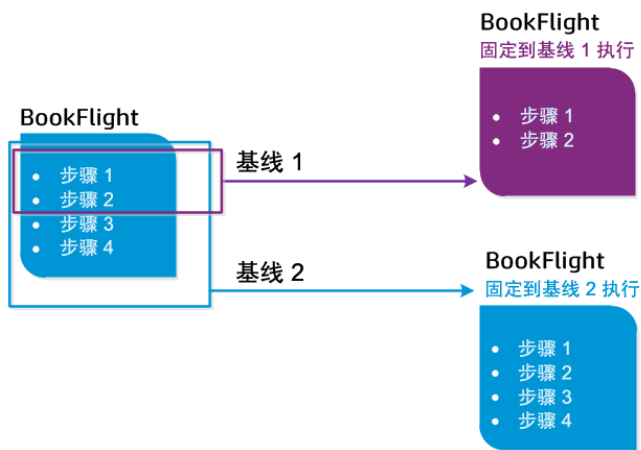 BookFlight
• 步骤 1
• 步骤 2
• 步骤 3
• 步骤 4
基线 1
基线 2
BookFlight
固定到基线 1 执行
• 步骤 1
• 步骤 2
BookFlight
固定到基线 2 执行
• 步骤 1
• 步骤 2
• 步骤 3
• 步骤 4